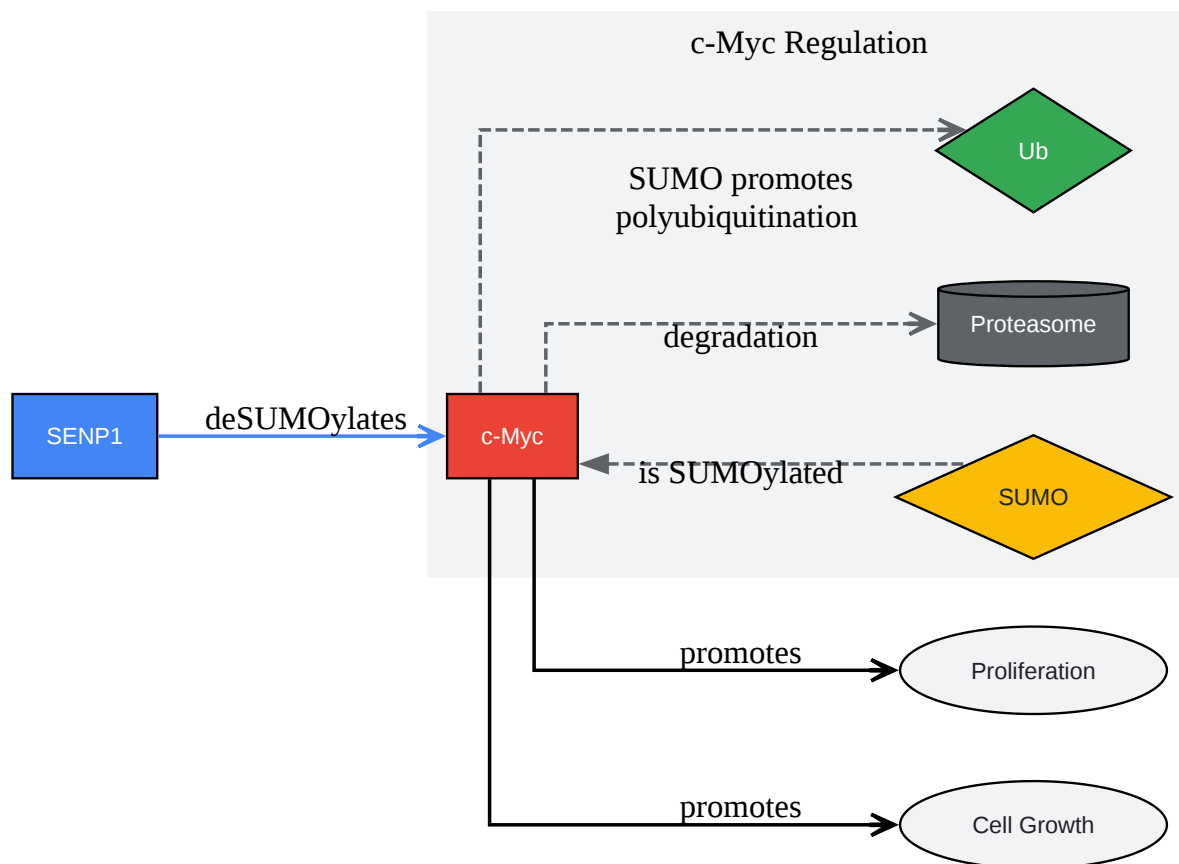 c-Myc Regulation
Ub
SUMO promotes
polyubiquitination
Proteasome
degradation
SENP1
deSUMOylates
c-Myc
is SUMOylated
SUMO
promotes
Proliferation
promotes
Cell Growth